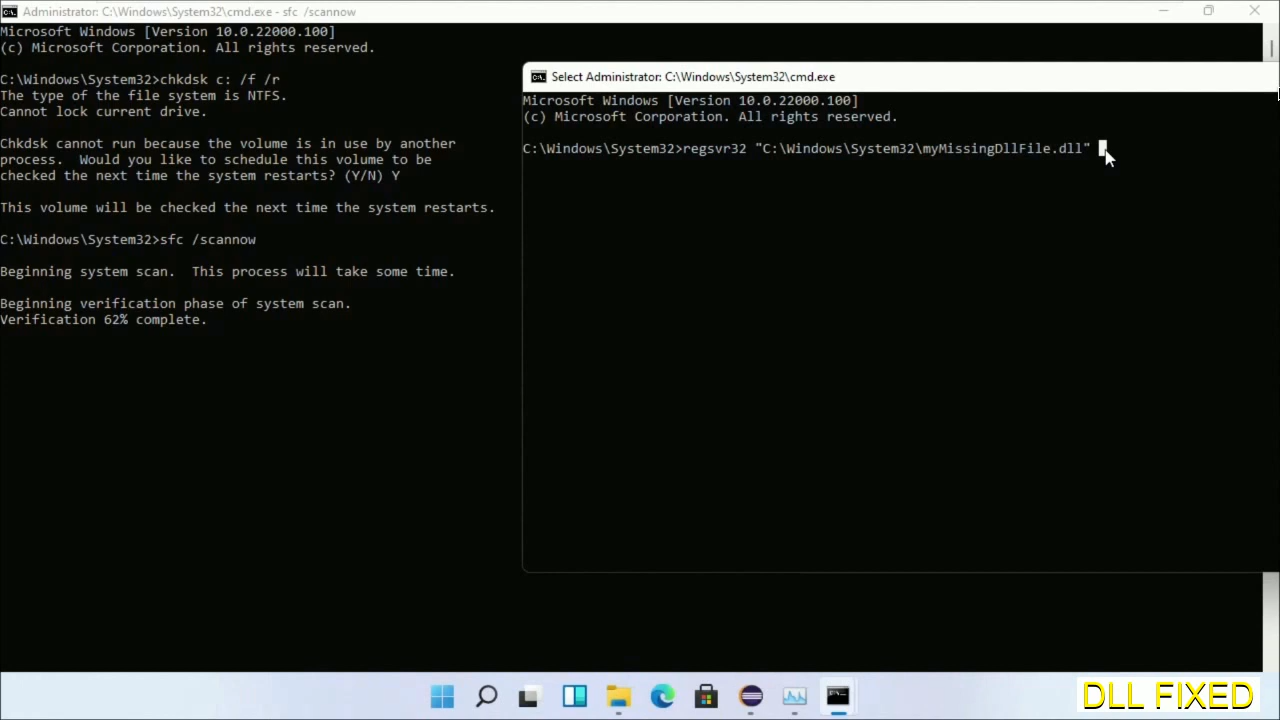 Administrator: C:\Windows\System32\cmd.exe - sfc /scannow
Microsoft Windows [Version 10.0.22000.100]
(c) Microsoft Corporation. All rights reserved.
C:\Windows\System32>chkdsk c: /f /r
The type of the file system is NTFS.
Cannot lock current drive.
Chkdsk cannot run because the volume is in use by another
process.  Would you like to schedule this volume to be
checked the next time the system restarts? (Y/N) Y
This volume will be checked the next time the system restarts.
C:\Windows\System32>sfc /scannow
Beginning system scan.  This process will take some time.
Beginning verification phase of system scan.
Verification 62% complete.
Select Administrator: C:\Windows\System32\cmd.exe
Microsoft Windows [Version 10.0.22000.100]
(c) Microsoft Corporation. All rights reserved.
C:\Windows\System32>regsvr32 "C:\Windows\System32\myMissingDllFile.dll"
DLL FIXED